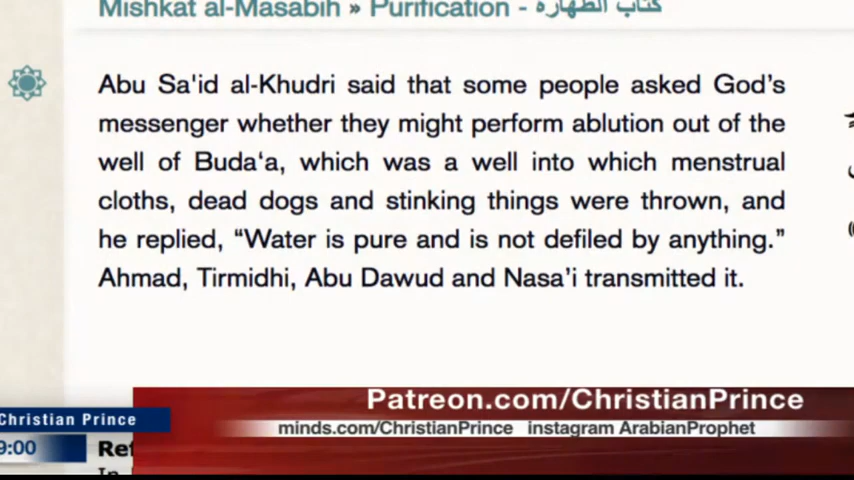 Mishkat al-Masabih » Purification - كتاب الطهارة
Abu Sa'id al-Khudri said that some people asked God's
messenger whether they might perform ablution out of the
well of Buda‘a, which was a well into which menstrual
cloths, dead dogs and stinking things were thrown, and
he replied, “Water is pure and is not defiled by anything.”
Ahmad, Tirmidhi, Abu Dawud and Nasa’i transmitted it.
Patreon.com/ChristianPrince
Christian Prince
minds.com/ChristianPrince instagram ArabianProphet
9:00